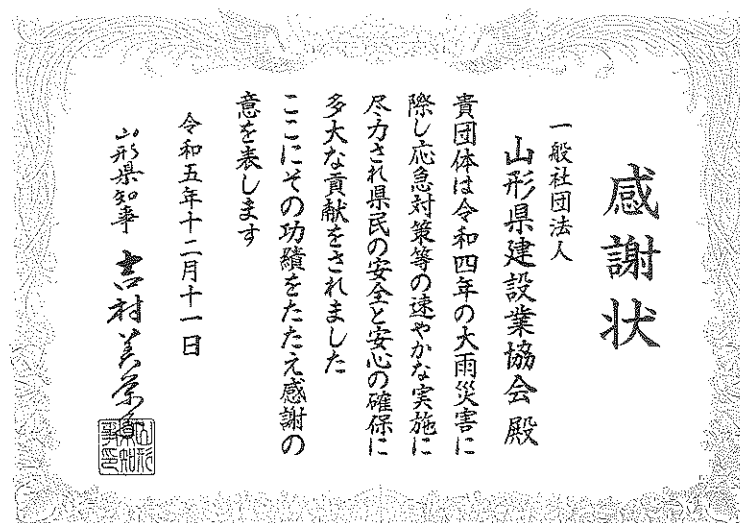 感謝状
一般社団法人
山形県建設業協会 殿
貴団体は令和四年の大雨災害に
際し応急対策等の速やかな実施に
尽力され県民の安全と安心の確保に
多大な貢献をされました
ここにその功績をたたえ感謝の
意を表します
令和五年十二月十一日
山形県知事 吉村美栄子